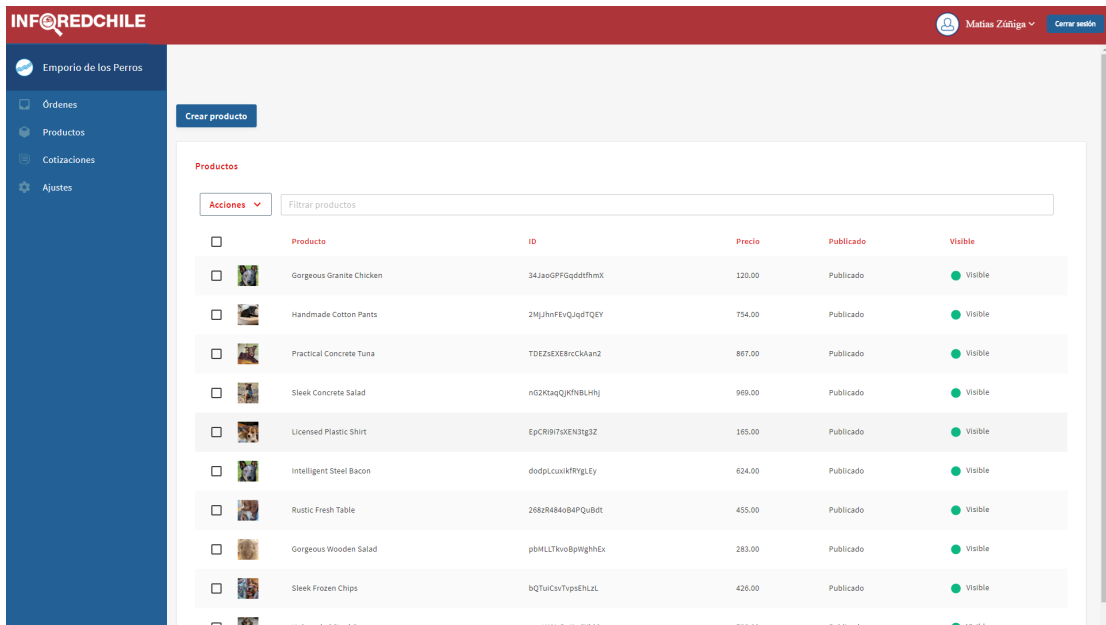 INF@REDCHILE
Matias Zúñiga
Cerrar sesión
Emporio de los Perros
Órdenes
Productos
Cotizaciones
Ajustes
Crear producto
Productos
Acciones
Filtrar productos
Producto ID Precio Publicado Visible
Gorgeous Granite Chicken 34JaoGPFGqddtfhmX 120.00 Publicado Visible
Handmade Cotton Pants 2MjJhnFEvQJqdTQEY 754.00 Publicado Visible
Practical Concrete Tuna TDEZsEXE8rcCkAan2 867.00 Publicado Visible
Sleek Concrete Salad nG2KtaqQjKfNBLHhj 969.00 Publicado Visible
Licensed Plastic Shirt EpCRi9i7sXEN3tg3Z 165.00 Publicado Visible
Intelligent Steel Bacon dodpLcuxikfRYgLEy 624.00 Publicado Visible
Rustic Fresh Table 268zR484oB4PQuBdt 455.00 Publicado Visible
Gorgeous Wooden Salad pbMLLTkvoBpWghhEx 283.00 Publicado Visible
Sleek Frozen Chips bQTuiCsvTvpsEhLzL 426.00 Publicado Visible